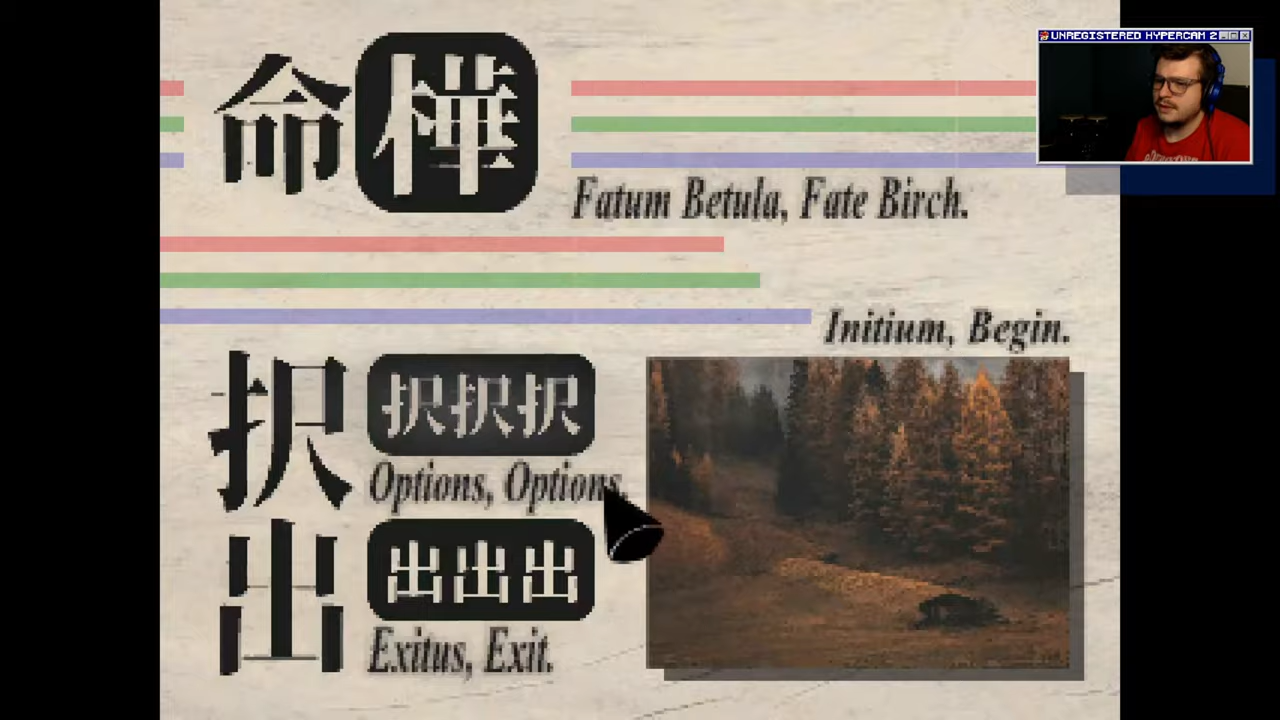 UNREGISTERED HYPERCAM 2
命樺
Fatum Betula, Fate Birch.
Initium, Begin.
択 択択択
Options, Options.
出 出出出
Exitus, Exit.